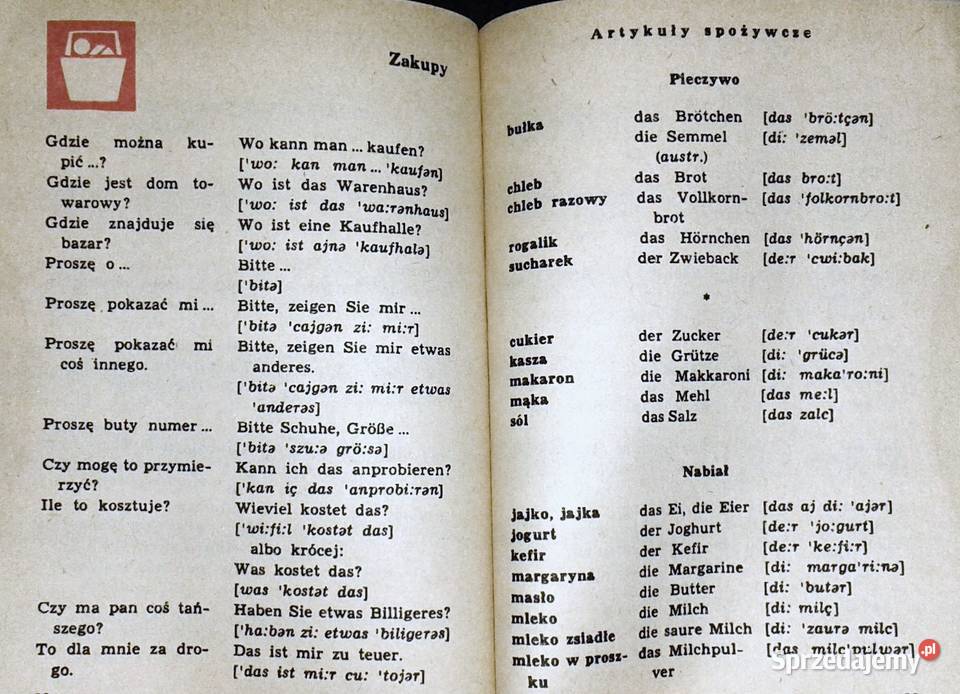 Zakupy
Gdzie można ku- Wo kann man ... kaufen?
pić ...? ['wo: kan man ... 'kaufən]
Gdzie jest dom to- Wo ist das Warenhaus?
warowy? ['wo: ist das 'wa:rənhaus]
Gdzie znajduje się Wo ist eine Kaufhalle?
bazar? ['wo: ist ajnə 'kaufhalə]
Proszę o ... Bitte ...
['bitə]
Proszę pokazać mi ... Bitte, zeigen Sie mir ...
['bitə 'cajgən zi: mi:r]
Proszę pokazać mi Bitte, zeigen Sie mir etwas
coś innego. anderes.
['bitə 'cajgən zi: mi:r etwas
'anderəs]
Proszę buty numer ... Bitte Schuhe, Größe ...
['bitə 'szu:ə grö:sə]
Czy mogę to przymie- Kann ich das anprobieren?
rzyć? ['kan iç das 'anprobi:rən]
Ile to kosztuje? Wieviel kostet das?
['wi:fi:l 'kostət das]
albo krócej:
Was kostet das?
[was 'kostət das]
Czy ma pan coś tań- Haben Sie etwas Billigeres?
szego? ['ha:bən zi: etwas 'biligerəs]
To dla mnie za dro- Das ist mir zu teuer.
go. ['das ist mi:r cu: 'tojər]
Artykuły spożywcze
Pieczywo
bułka das Brötchen [das 'brö:tçən]
die Semmel [di: 'zeməl]
(austr.)
chleb das Brot [das bro:t]
chleb razowy das Vollkorn- [das 'folkornbro:t]
brot
rogalik das Hörnchen [das 'hörnçən]
sucharek der Zwieback [de:r 'cwi:bak]
*
cukier der Zucker [de:r 'cukər]
kasza die Grütze [di: 'grücə]
makaron die Makkaroni [di: maka'ro:ni]
mąka das Mehl [das me:l]
sól das Salz [das zalc]
Nabiał
jajko, jajka das Ei, die Eier [das aj di: 'ajər]
jogurt der Joghurt [de:r 'jo:gurt]
kefir der Kefir [de:r 'ke:fi:r]
margaryna die Margarine [di: marga'ri:nə]
masło die Butter [di: 'butər]
mleko die Milch [di: milç]
mleko zsiadłe die saure Milch [di: 'zaurə milc]
mleko w prosz- das Milchpul- [das milc'pulwər]
ku ver
Sprzedajemy.pl